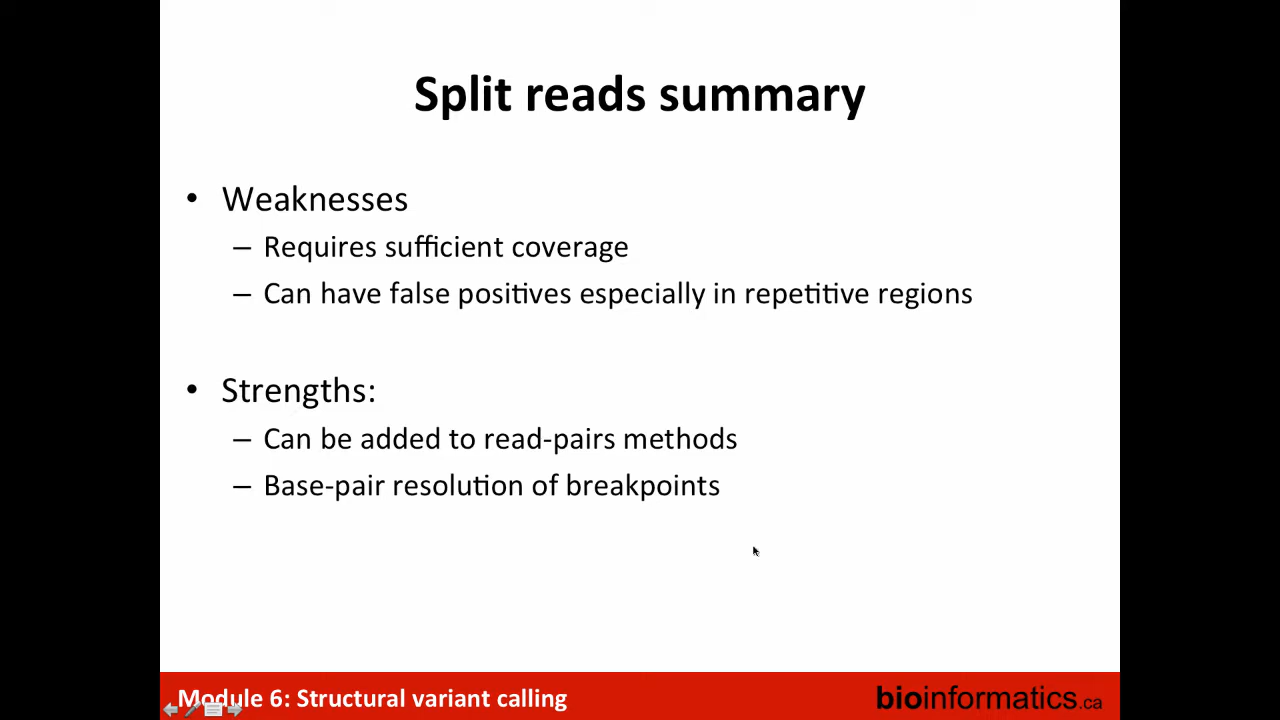 Split reads summary
• Weaknesses
– Requires sufficient coverage
– Can have false positives especially in repetitive regions
• Strengths:
– Can be added to read-pairs methods
– Base-pair resolution of breakpoints
Module 6: Structural variant calling
bioinformatics.ca